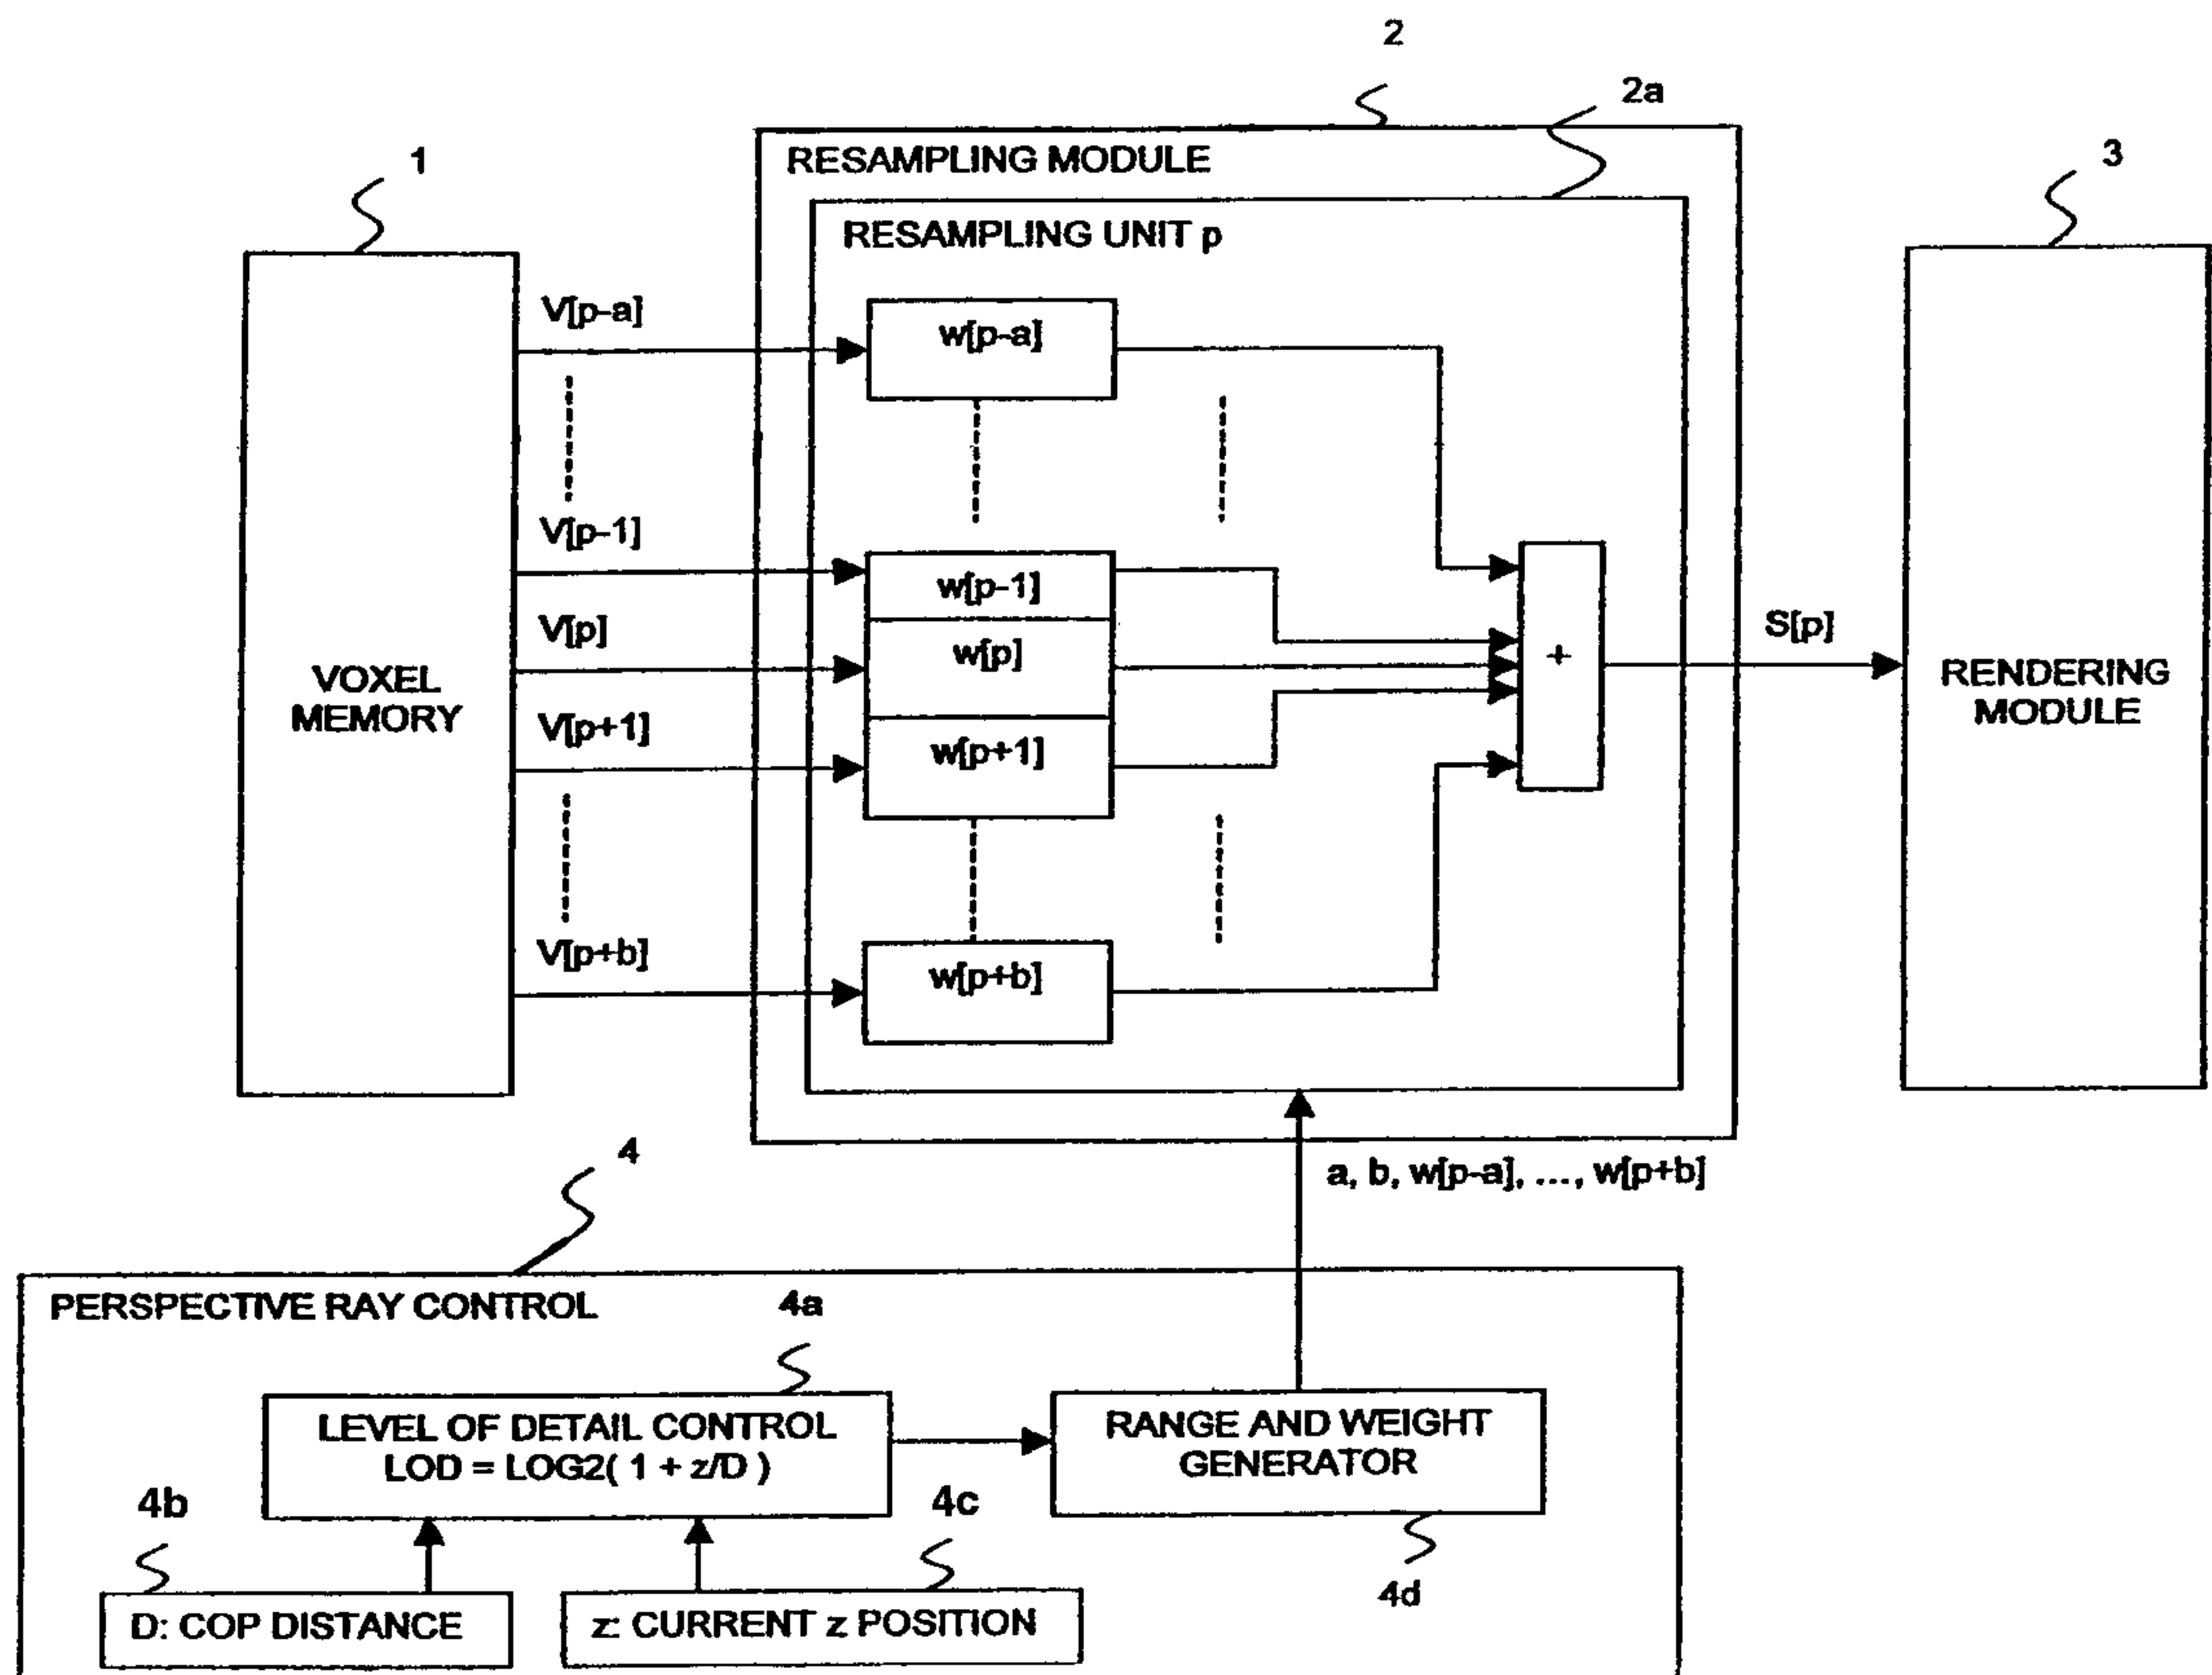 2
2a
1
RESAMPLING MODULE
3
RESAMPLING UNIT p
V[p-a]
w[p-a]
V[p-1]
w[p-1]
V[p]
w[p]
+
S[p]
VOXEL
MEMORY
RENDERING
MODULE
V[p+1]
w[p+1]
V[p+b]
w[p+b]
4
a, b, w[p-a], ..., w[p+b]
PERSPECTIVE RAY CONTROL
4a
LEVEL OF DETAIL CONTROL
LOD = LOG2( 1 + z/D )
RANGE AND WEIGHT
GENERATOR
4b
4c
4d
D: COP DISTANCE
z: CURRENT z POSITION